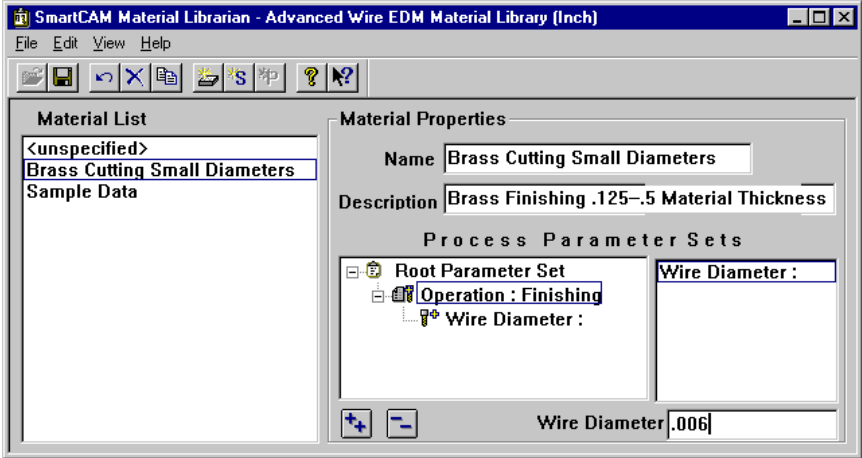 SmartCAM Material Librarian - Advanced Wire EDM Material Library (Inch)
File Edit View Help
Material List
<unspecified>
Brass Cutting Small Diameters
Sample Data
Material Properties
Name Brass Cutting Small Diameters
Description Brass Finishing .125–.5 Material Thickness
Process Parameter Sets
Root Parameter Set
Operation : Finishing
Wire Diameter :
Wire Diameter :
Wire Diameter .006